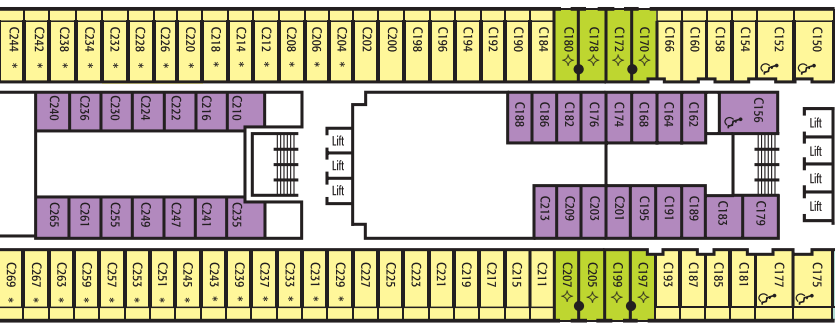 C244 * C242 * C238 * C234 * C232 * C228 * C226 * C220 * C218 * C214 * C212 * C208 * C206 * C204 * C202 C200 C198 C196 C194 C192 C190 C184 C180 C178 C172 C170 C166 C160 C158 C154 C152 C150
C240 C236 C230 C224 C222 C216 C210 C188 C186 C182 C176 C174 C168 C164 C162 C156
Lift Lift
Lift Lift
Lift Lift
Lift
C265 C261 C255 C249 C247 C241 C235 C213 C209 C203 C201 C195 C191 C189 C183 C179
C269 * C267 * C263 * C259 * C257 * C253 * C251 * C245 * C243 * C239 * C237 * C233 * C231 * C229 * C227 C225 C223 C221 C219 C217 C215 C211 C207 C205 C199 C197 C193 C187 C185 C181 C177 C175